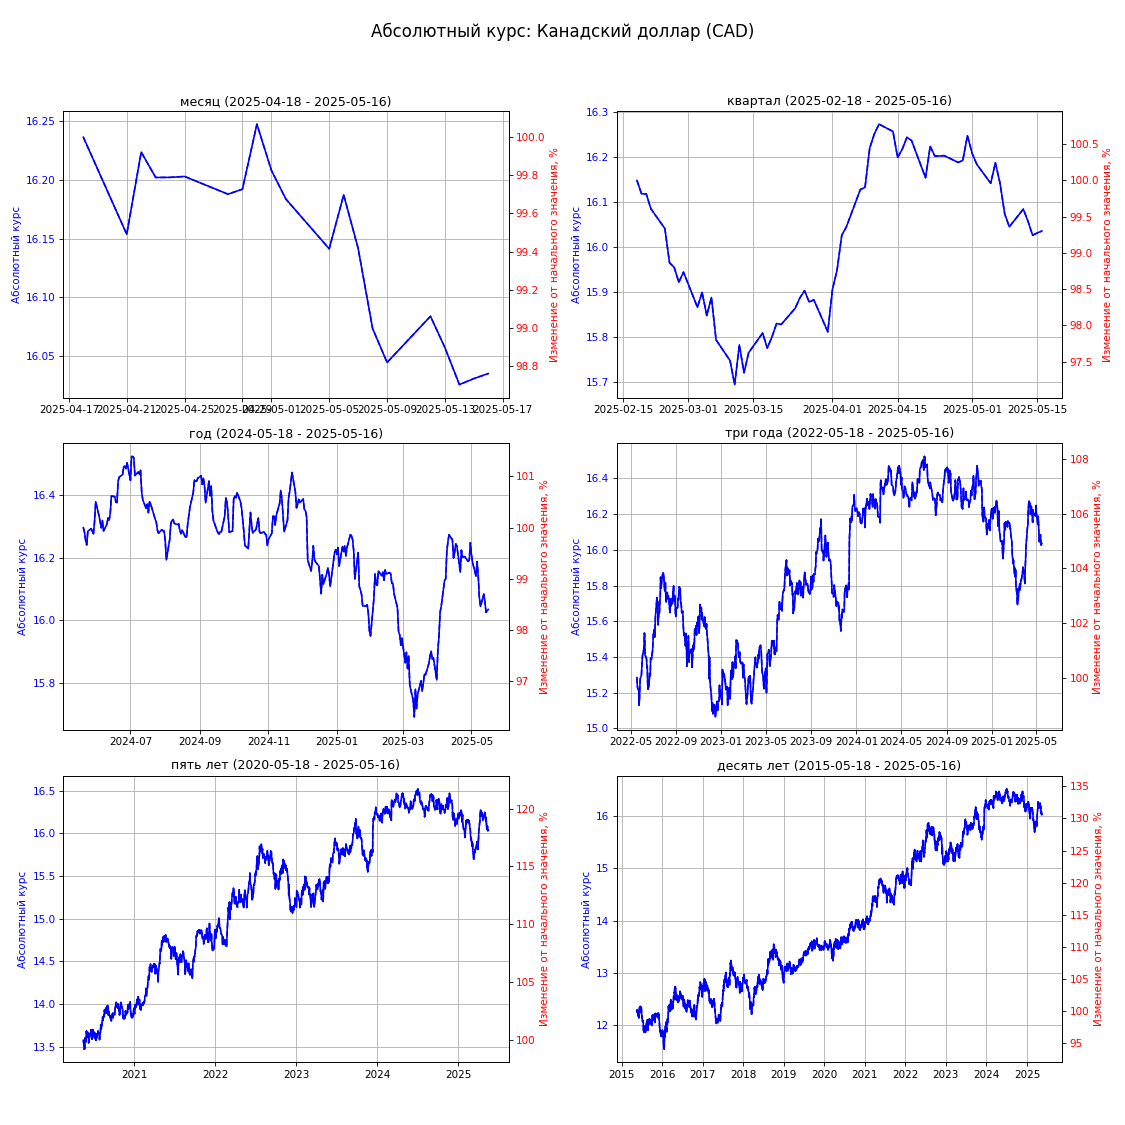 Абсолютный курс: Канадский доллар (CAD)
месяц (2025-04-18 - 2025-05-16)
Абсолютный курс
16.25
16.20
16.15
16.10
16.05
100.0
99.8
99.6
99.4
99.2
99.0
98.8
Изменение от начального значения, %
2025-04-17 2025-04-21 2025-04-25 2025-04-29 2025-05-01 2025-05-05 2025-05-09 2025-05-13 2025-05-17
квартал (2025-02-18 - 2025-05-16)
Абсолютный курс
16.3
16.2
16.1
16.0
15.9
15.8
15.7
100.5
100.0
99.5
99.0
98.5
98.0
97.5
Изменение от начального значения, %
2025-02-15 2025-03-01 2025-03-15 2025-04-01 2025-04-15 2025-05-01 2025-05-15
год (2024-05-18 - 2025-05-16)
Абсолютный курс
16.4
16.2
16.0
15.8
101
100
99
98
97
Изменение от начального значения, %
2024-07 2024-09 2024-11 2025-01 2025-03 2025-05
три года (2022-05-18 - 2025-05-16)
Абсолютный курс
16.4
16.2
16.0
15.8
15.6
15.4
15.2
15.0
108
106
104
102
100
Изменение от начального значения, %
2022-05 2022-09 2023-01 2023-05 2023-09 2024-01 2024-05 2024-09 2025-01 2025-05
пять лет (2020-05-18 - 2025-05-16)
Абсолютный курс
16.5
16.0
15.5
15.0
14.5
14.0
13.5
120
115
110
105
100
Изменение от начального значения, %
2021 2022 2023 2024 2025
десять лет (2015-05-18 - 2025-05-16)
Абсолютный курс
16
15
14
13
12
135
130
125
120
115
110
105
100
95
Изменение от начального значения, %
2015 2016 2017 2018 2019 2020 2021 2022 2023 2024 2025